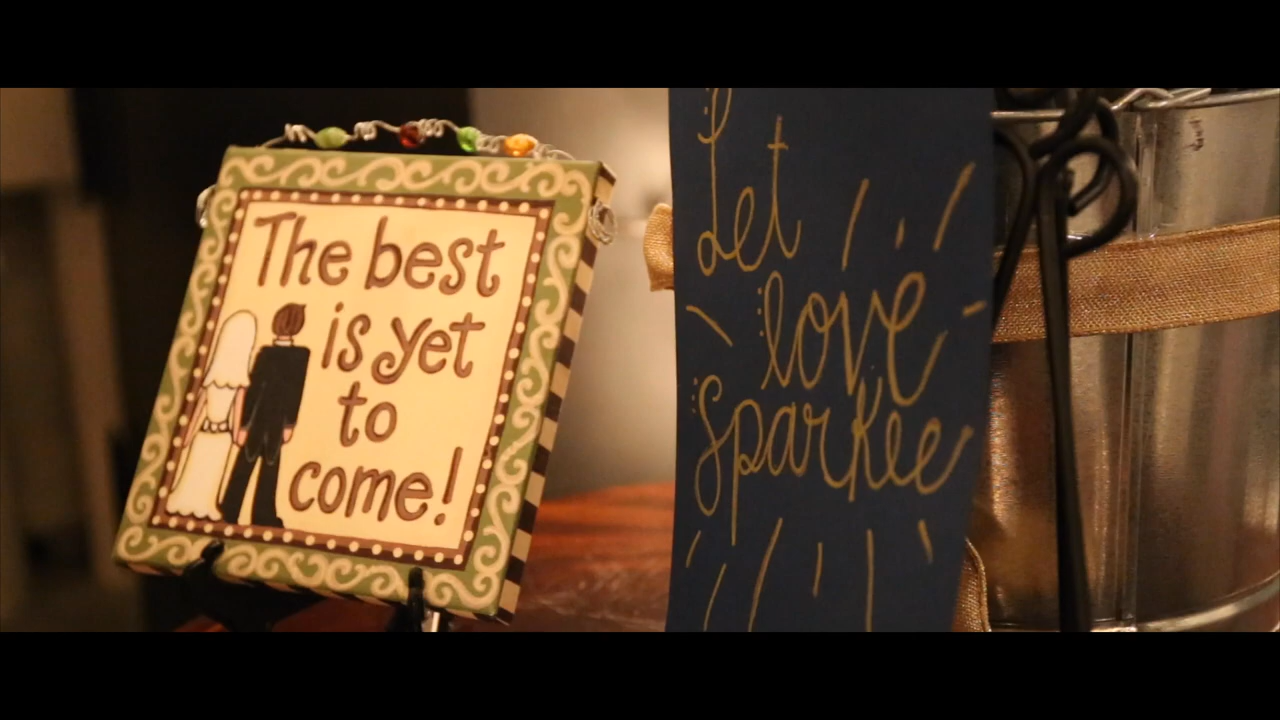 The best
is yet
to
come!
Let
love
Sparkle